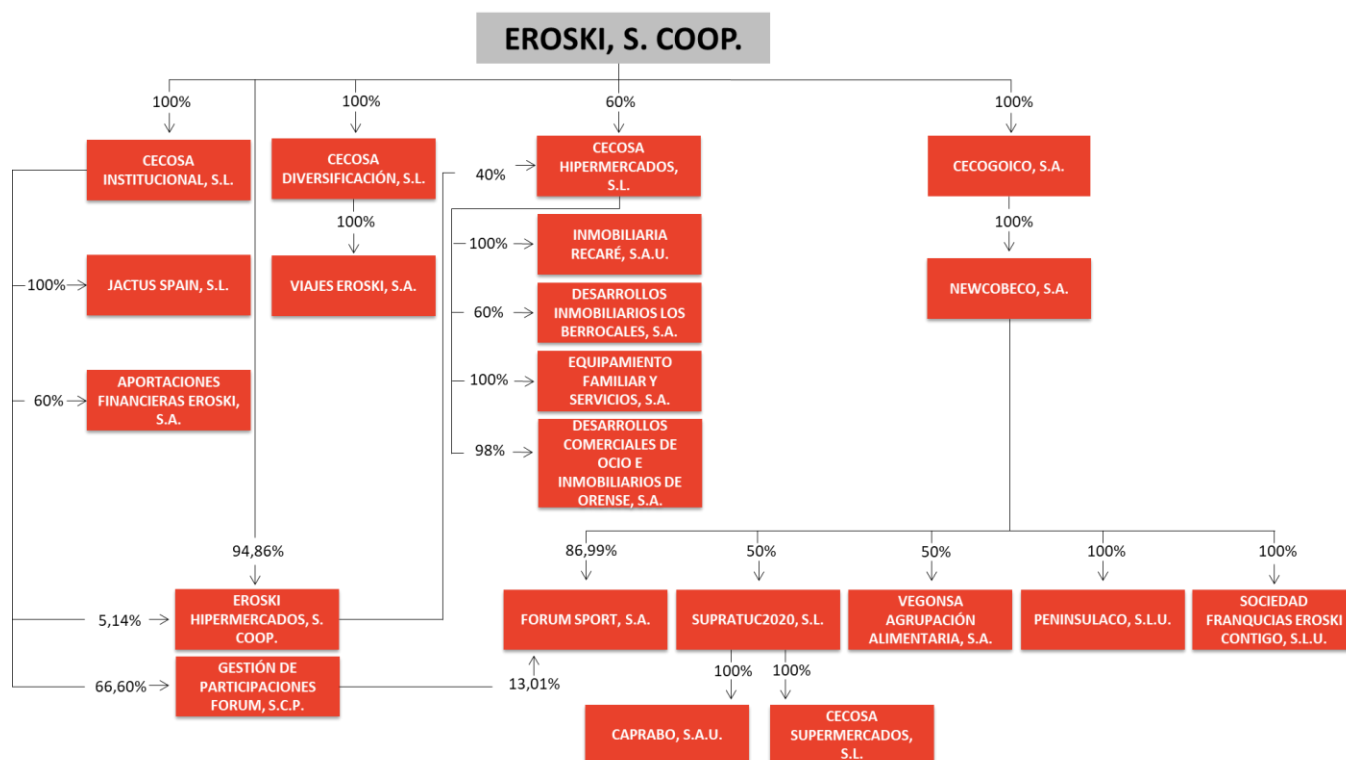 EROSKI, S. COOP.
100%
100%
60%
100%
CECOSA
INSTITUCIONAL, S.L.
CECOSA
DIVERSIFICACIÓN, S.L.
40%
CECOSA
HIPERMERCADOS,
S.L.
CECOGOICO, S.A.
100%
100%
100%
JACTUS SPAIN, S.L.
VIAJES EROSKI, S.A.
100%
INMOBILIARIA
RECARÉ, S.A.U.
NEWCOBECO, S.A.
60%
DESARROLLOS
INMOBILIARIOS LOS
BERROCALES, S.A.
60%
APORTACIONES
FINANCIERAS EROSKI,
S.A.
100%
EQUIPAMIENTO
FAMILIAR Y
SERVICIOS, S.A.
98%
DESARROLLOS
COMERCIALES DE
OCIO E
INMOBILIARIOS DE
ORENSE, S.A.
94,86%
86,99%
50%
50%
100%
100%
5,14%
EROSKI
HIPERMERCADOS, S.
COOP.
FORUM SPORT, S.A.
SUPRATUC2020, S.L.
VEGONSA
AGRUPACIÓN
ALIMENTARIA, S.A.
PENINSULACO, S.L.U.
SOCIEDAD
FRANQUCIAS EROSKI
CONTIGO, S.L.U.
66,60%
GESTIÓN DE
PARTICIPACIONES
FORUM, S.C.P.
13,01%
100%
100%
CAPRABO, S.A.U.
CECOSA
SUPERMERCADOS,
S.L.